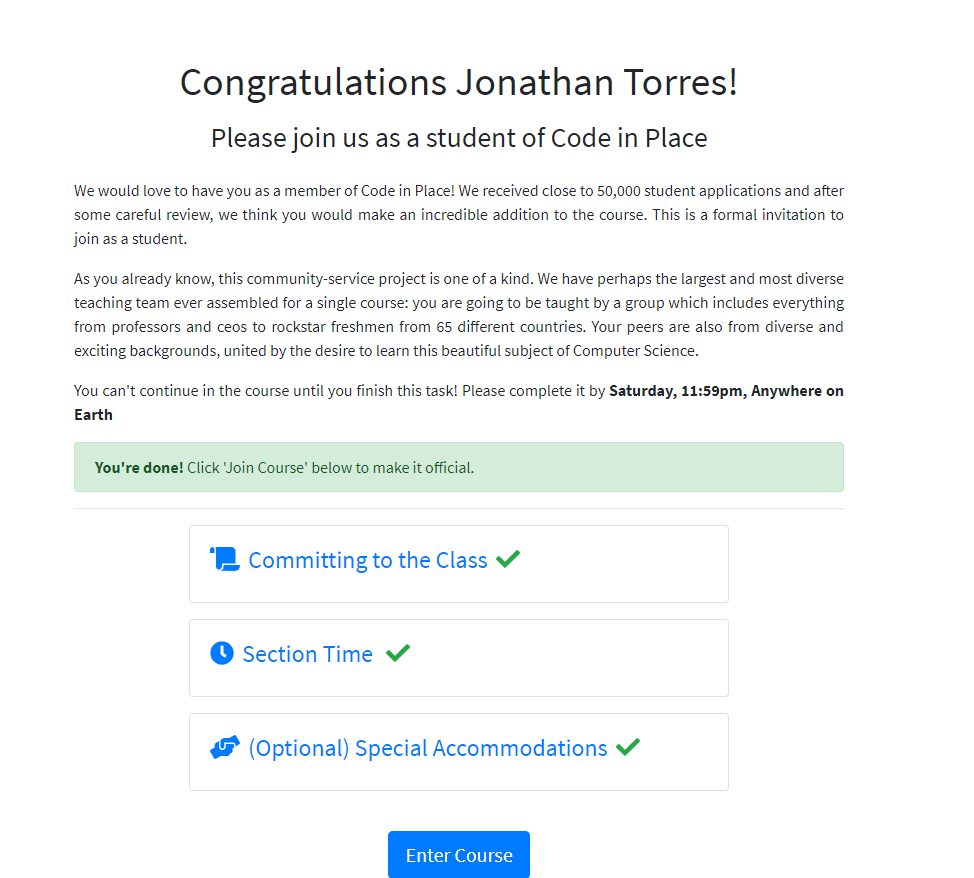 Congratulations Jonathan Torres!
Please join us as a student of Code in Place
We would love to have you as a member of Code in Place! We received close to 50,000 student applications and after
some careful review, we think you would make an incredible addition to the course. This is a formal invitation to
join as a student.
As you already know, this community-service project is one of a kind. We have perhaps the largest and most diverse
teaching team ever assembled for a single course: you are going to be taught by a group which includes everything
from professors and ceos to rockstar freshmen from 65 different countries. Your peers are also from diverse and
exciting backgrounds, united by the desire to learn this beautiful subject of Computer Science.
You can't continue in the course until you finish this task! Please complete it by Saturday, 11:59pm, Anywhere on
Earth
You're done! Click 'Join Course' below to make it official.
Committing to the Class
Section Time
(Optional) Special Accommodations
Enter Course